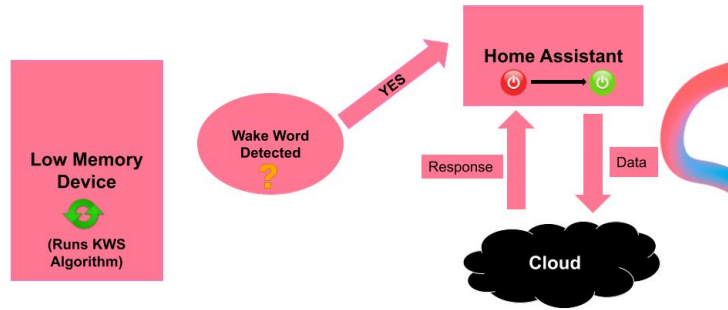 Low Memory
Device
(Runs KWS
Algorithm)
Wake Word
Detected
?
YES
Home Assistant
Response
Data
Cloud